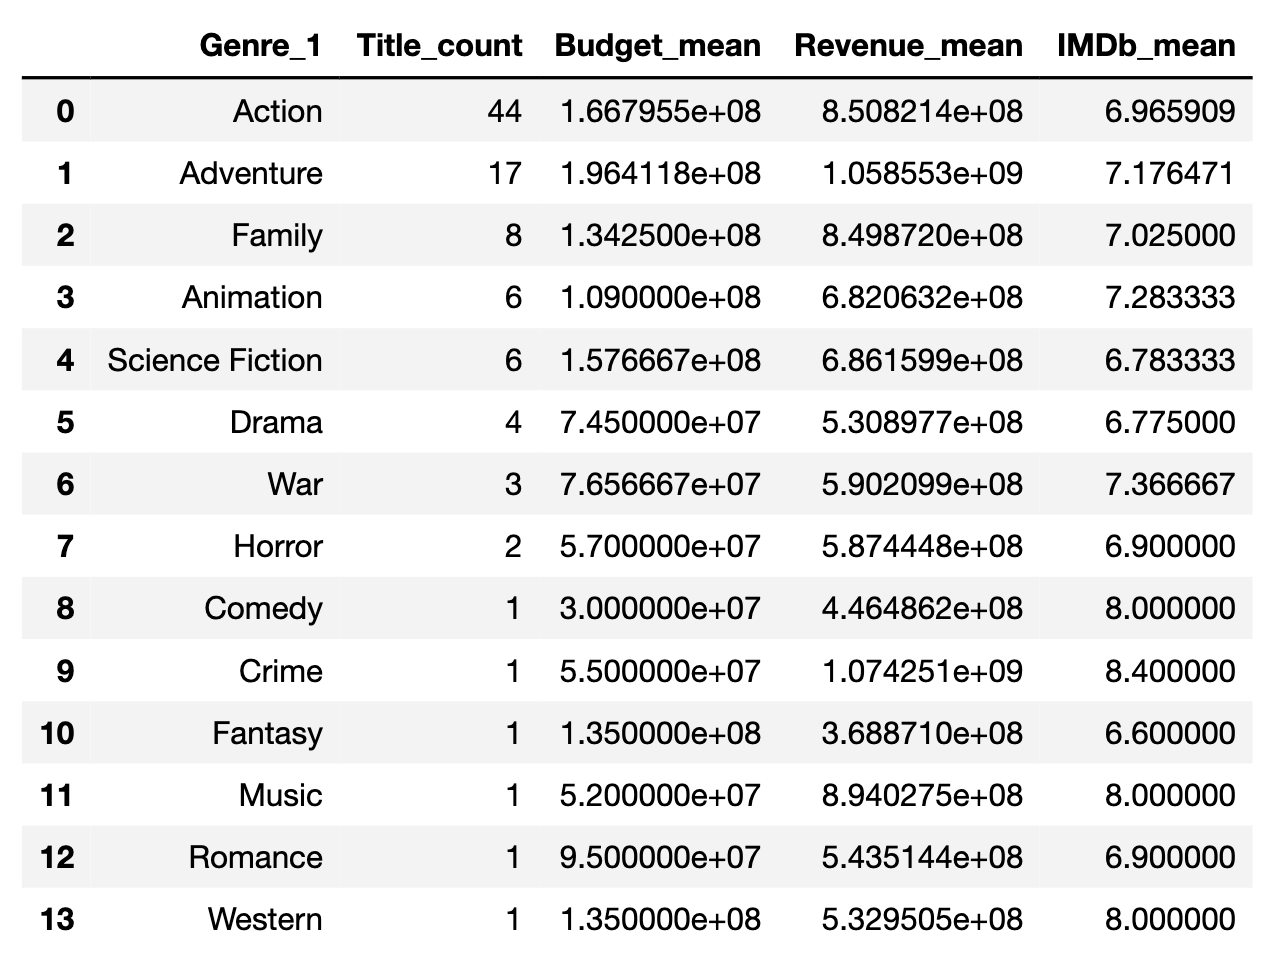 Genre_1 Title_count Budget_mean Revenue_mean IMDb_mean
0 Action 44 1.667955e+08 8.508214e+08 6.965909
1 Adventure 17 1.964118e+08 1.058553e+09 7.176471
2 Family 8 1.342500e+08 8.498720e+08 7.025000
3 Animation 6 1.090000e+08 6.820632e+08 7.283333
4 Science Fiction 6 1.576667e+08 6.861599e+08 6.783333
5 Drama 4 7.450000e+07 5.308977e+08 6.775000
6 War 3 7.656667e+07 5.902099e+08 7.366667
7 Horror 2 5.700000e+07 5.874448e+08 6.900000
8 Comedy 1 3.000000e+07 4.464862e+08 8.000000
9 Crime 1 5.500000e+07 1.074251e+09 8.400000
10 Fantasy 1 1.350000e+08 3.688710e+08 6.600000
11 Music 1 5.200000e+07 8.940275e+08 8.000000
12 Romance 1 9.500000e+07 5.435144e+08 6.900000
13 Western 1 1.350000e+08 5.329505e+08 8.000000